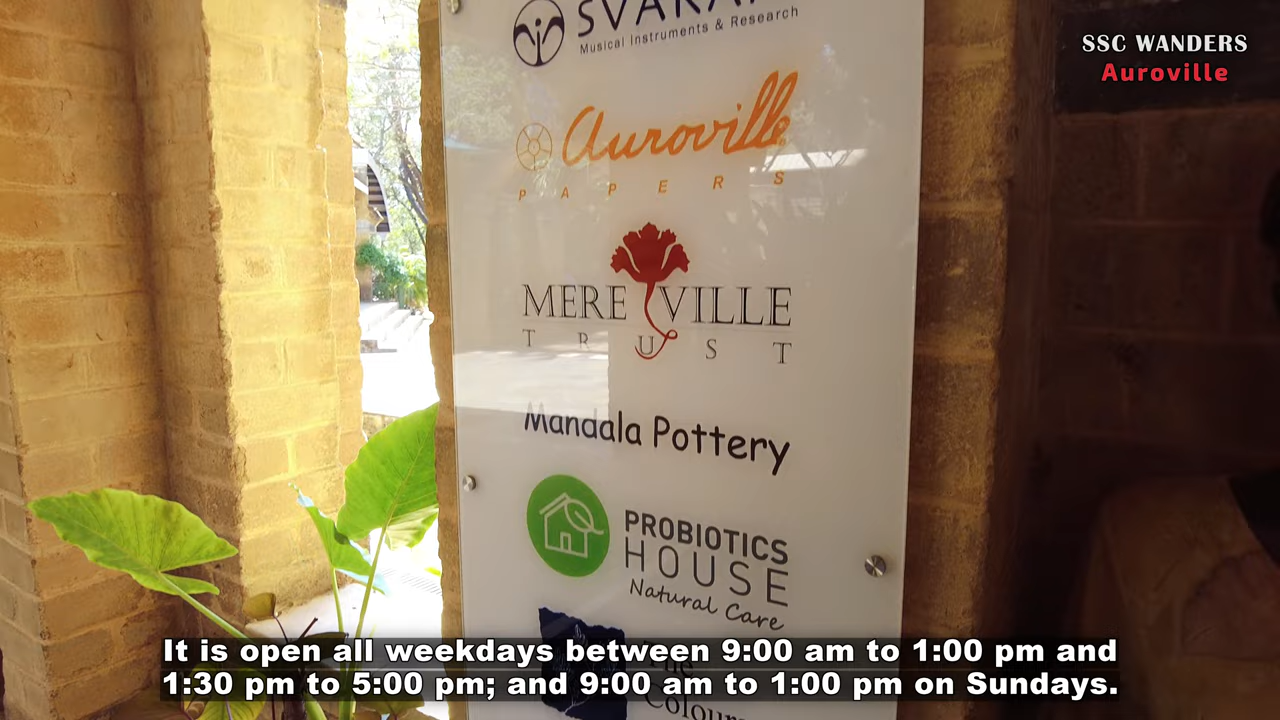 SSC WANDERS
Auroville
Musical Instruments & Research
auroville
PAPERS
MERE VILLE
TRUST
Mandala Pottery
PROBIOTICS
HOUSE
Natural Care
It is open all weekdays between 9:00 am to 1:00 pm and
1:30 pm to 5:00 pm; and 9:00 am to 1:00 pm on Sundays.